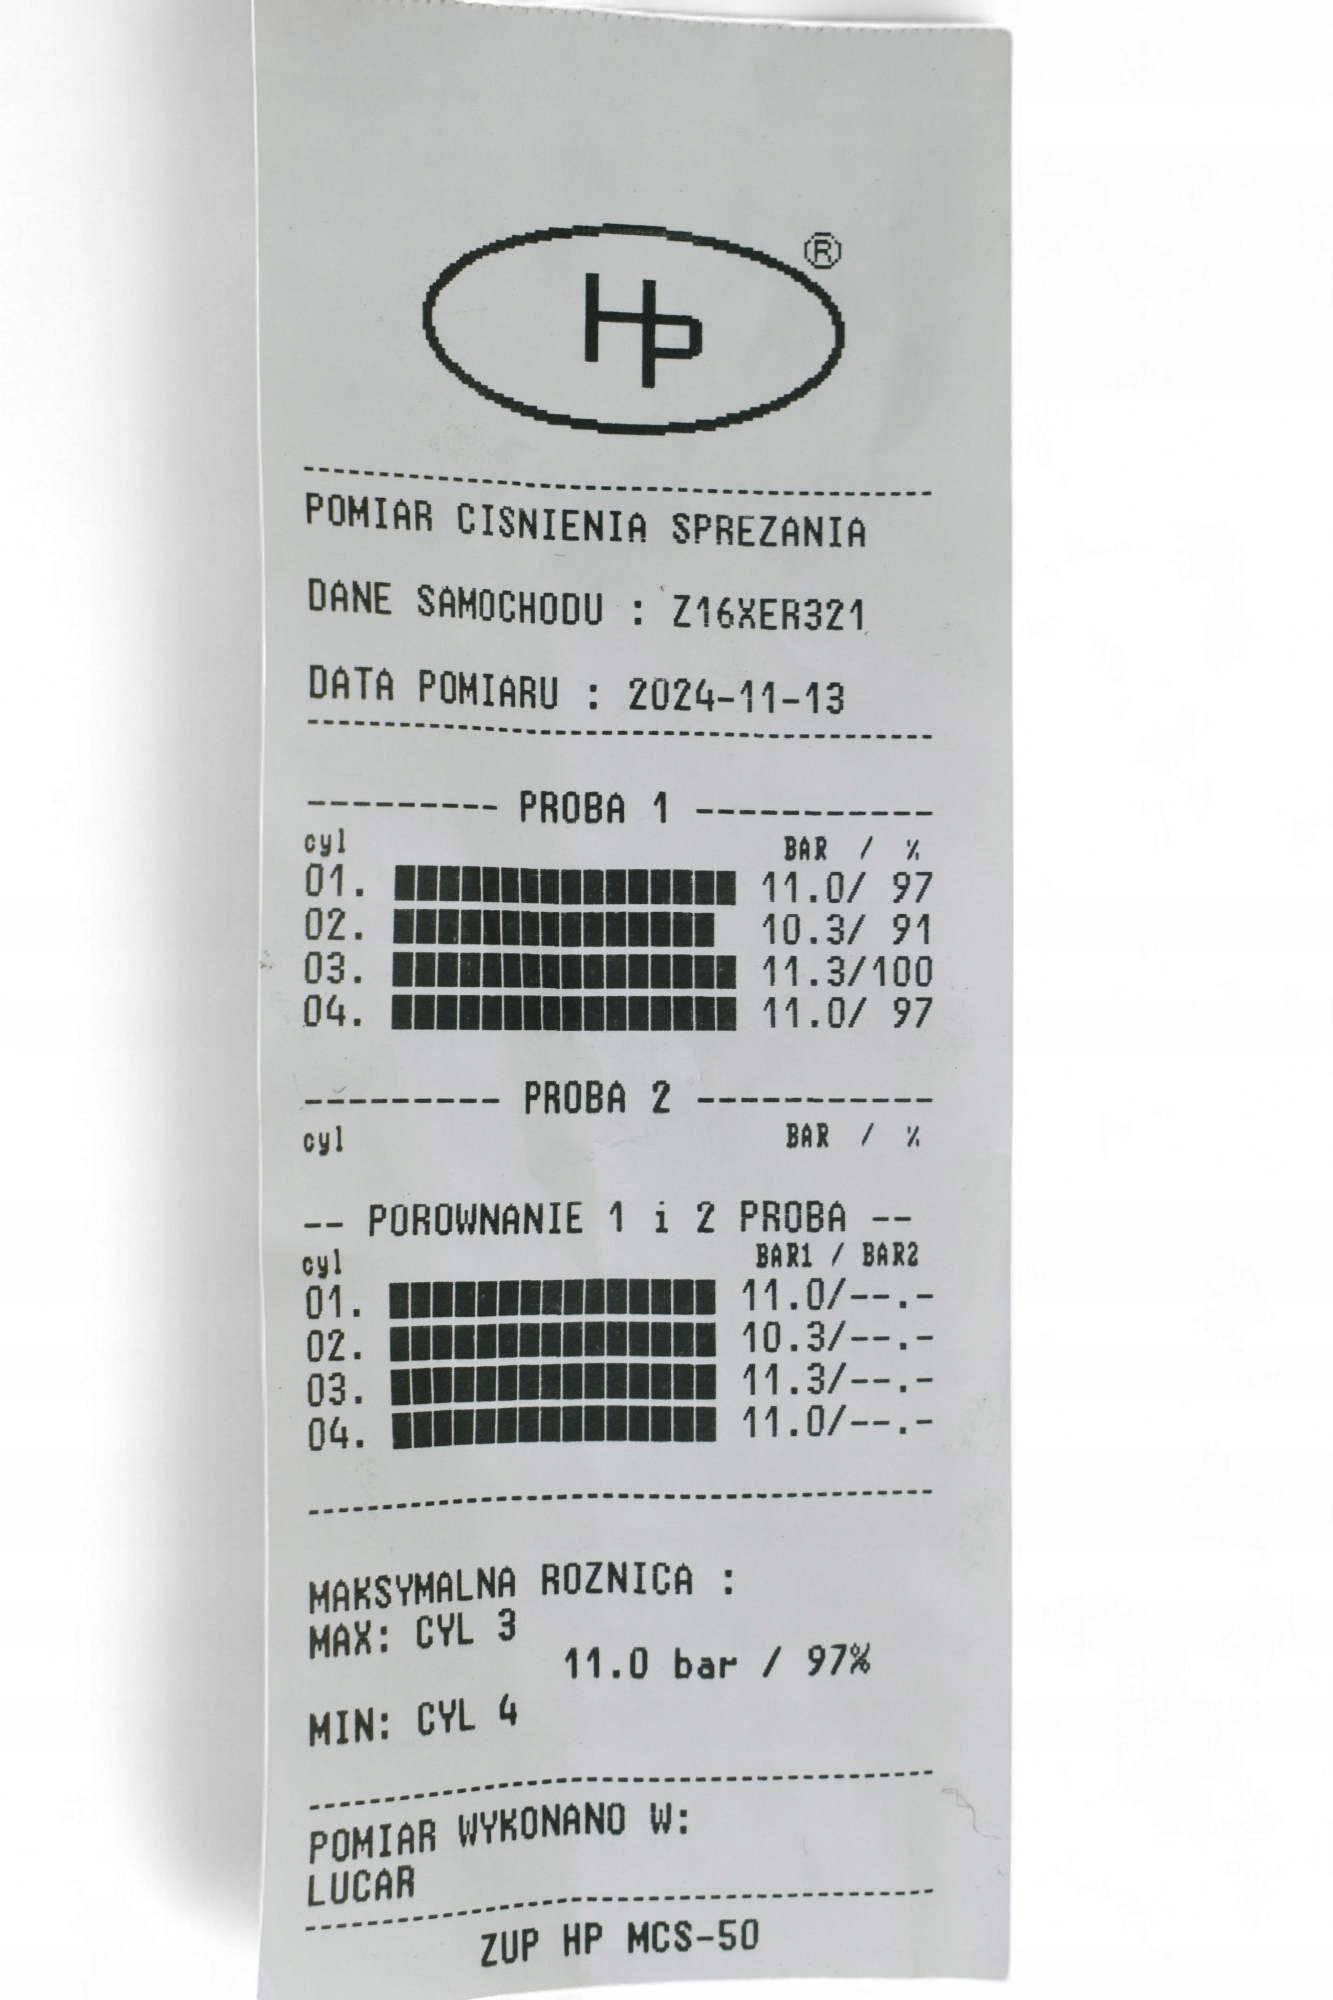 HP ®
POMIAR CISNIENIA SPREZANIA
DANE SAMOCHODU : Z16XER321
DATA POMIARU : 2024-11-13
--------- PROBA 1 -----------
cyl BAR / %
01. 11.0/ 97
02. 10.3/ 91
03. 11.3/100
04. 11.0/ 97
--------- PROBA 2 -----------
cyl BAR / %
-- POROWNANIE 1 i 2 PROBA --
cyl BAR1 / BAR2
01. 11.0/--.-
02. 10.3/--.-
03. 11.3/--.-
04. 11.0/--.-
MAKSYMALNA ROZNICA :
MAX: CYL 3
11.0 bar / 97%
MIN: CYL 4
POMIAR WYKONANO W:
LUCAR
ZUP HP MCS-50